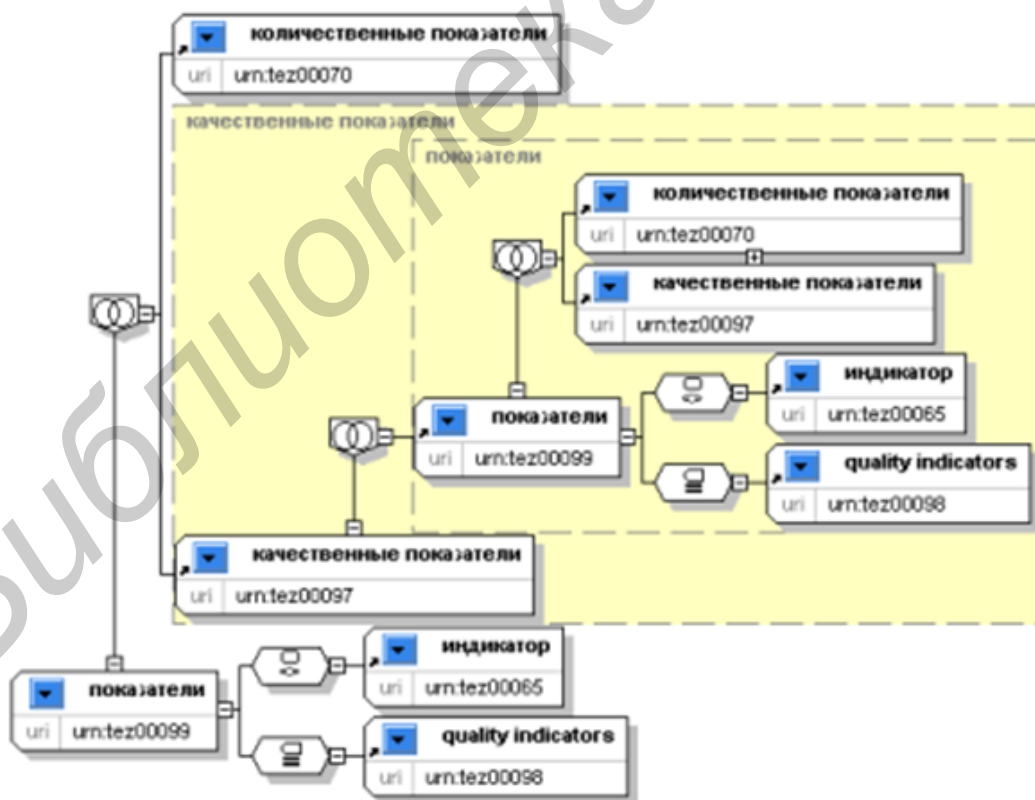 количественные показатели
uri urn:tez00070
качественные показатели
показатели
количественные показатели
uri urn:tez00070
качественные показатели
uri urn:tez00097
индикатор
uri urn:tez00065
показатели
uri urn:tez00099
quality indicators
uri urn:tez00098
качественные показатели
uri urn:tez00097
индикатор
uri urn:tez00065
показатели
uri urn:tez00099
quality indicators
uri urn:tez00098
Библиотека